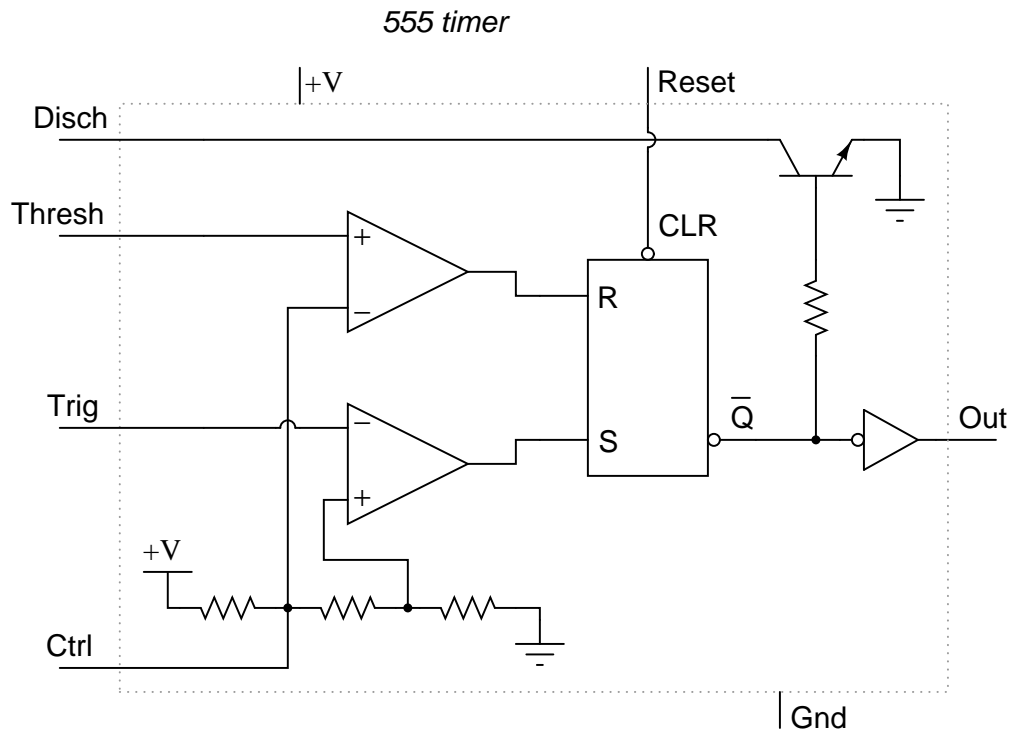 555 timer
+V
Reset
Disch
Thresh
+
CLR
R
−
Trig
−
Q̅
Out
S
+
+V
Ctrl
Gnd